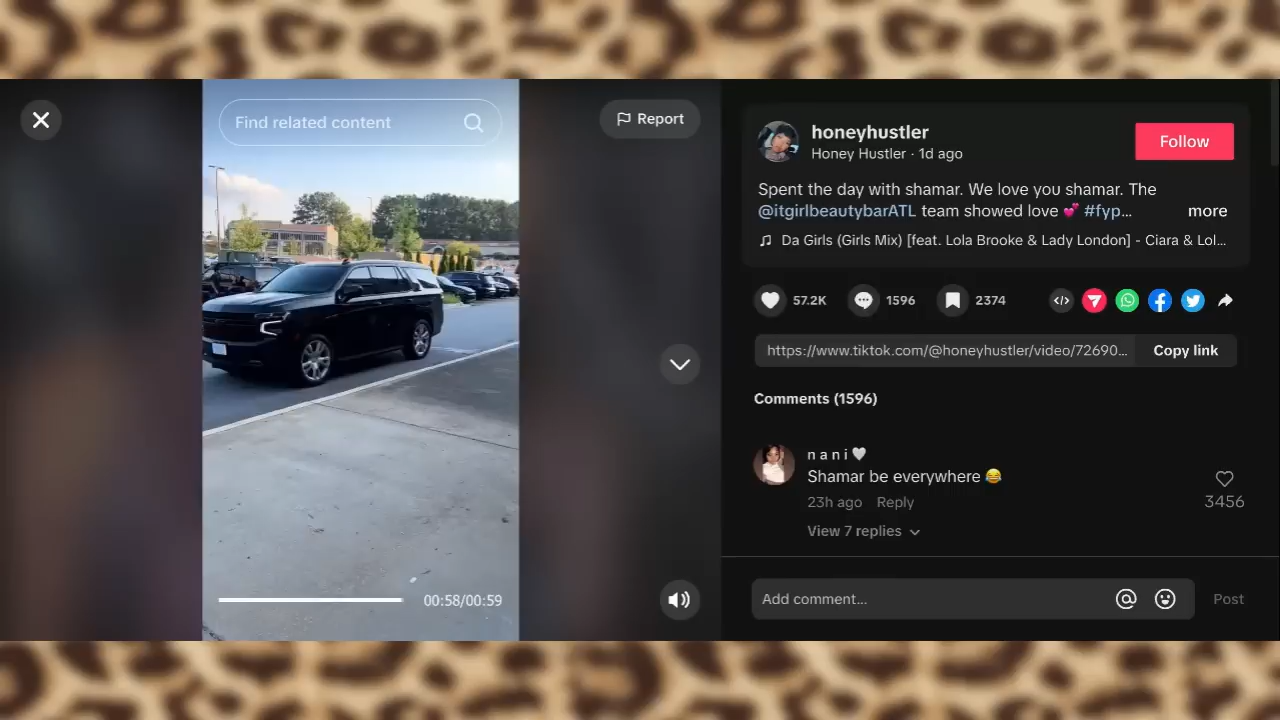 Find related content
Report
00:58/00:59
honeyhustler
Honey Hustler · 1d ago
Follow
Spent the day with shamar. We love you shamar. The
@itgirlbeautybarATL team showed love 💕 #fyp... more
Da Girls (Girls Mix) [feat. Lola Brooke & Lady London] - Ciara & Lol...
57.2K 1596 2374
https://www.tiktok.com/@honeyhustler/video/72690... Copy link
Comments (1596)
n a n i 🤍
Shamar be everywhere 😂
3456
23h ago Reply
View 7 replies
Add comment... Post